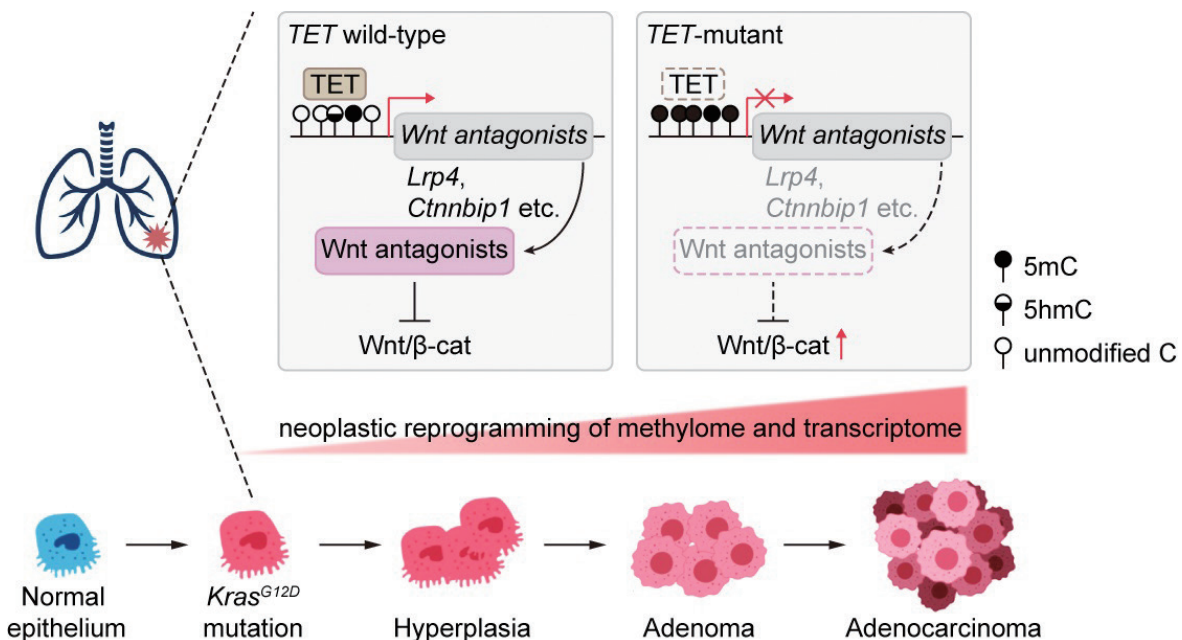 TET wild-type
TET
Wnt antagonists
Lrp4,
Ctnnbip1 etc.
Wnt antagonists
Wnt/β-cat
TET-mutant
TET
Wnt antagonists
Lrp4,
Ctnnbip1 etc.
Wnt antagonists
Wnt/β-cat
5mC
5hmC
unmodified C
neoplastic reprogramming of methylome and transcriptome
Normal
epithelium
KrasG12D
mutation
Hyperplasia
Adenoma
Adenocarcinoma